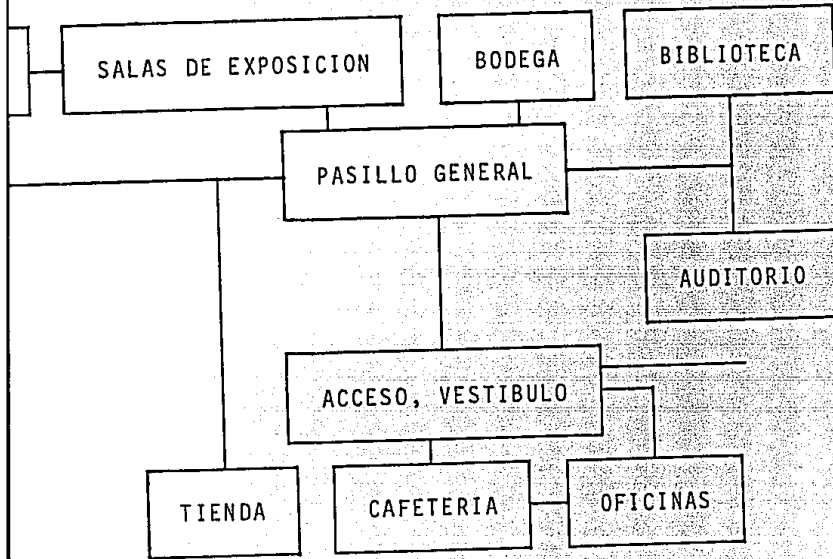 SALAS DE EXPOSICION
BODEGA
BIBLIOTECA
PASILLO GENERAL
AUDITORIO
ACCESO, VESTIBULO
TIENDA
CAFETERIA
OFICINAS